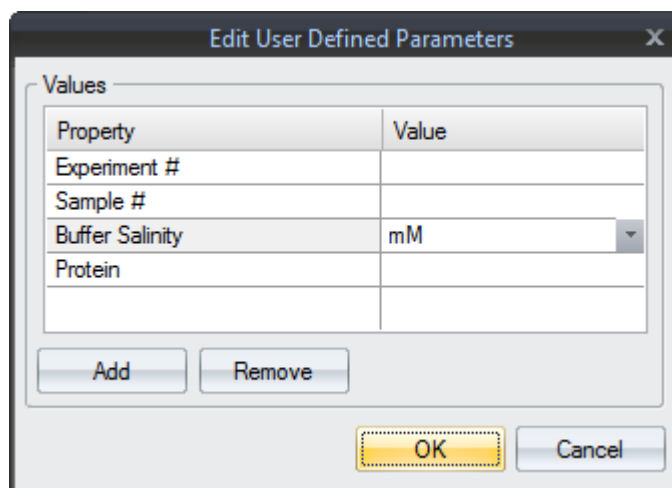 Edit User Defined Parameters x
Values
Property Value
Experiment #
Sample #
Buffer Salinity mM
Protein
Add Remove
OK Cancel